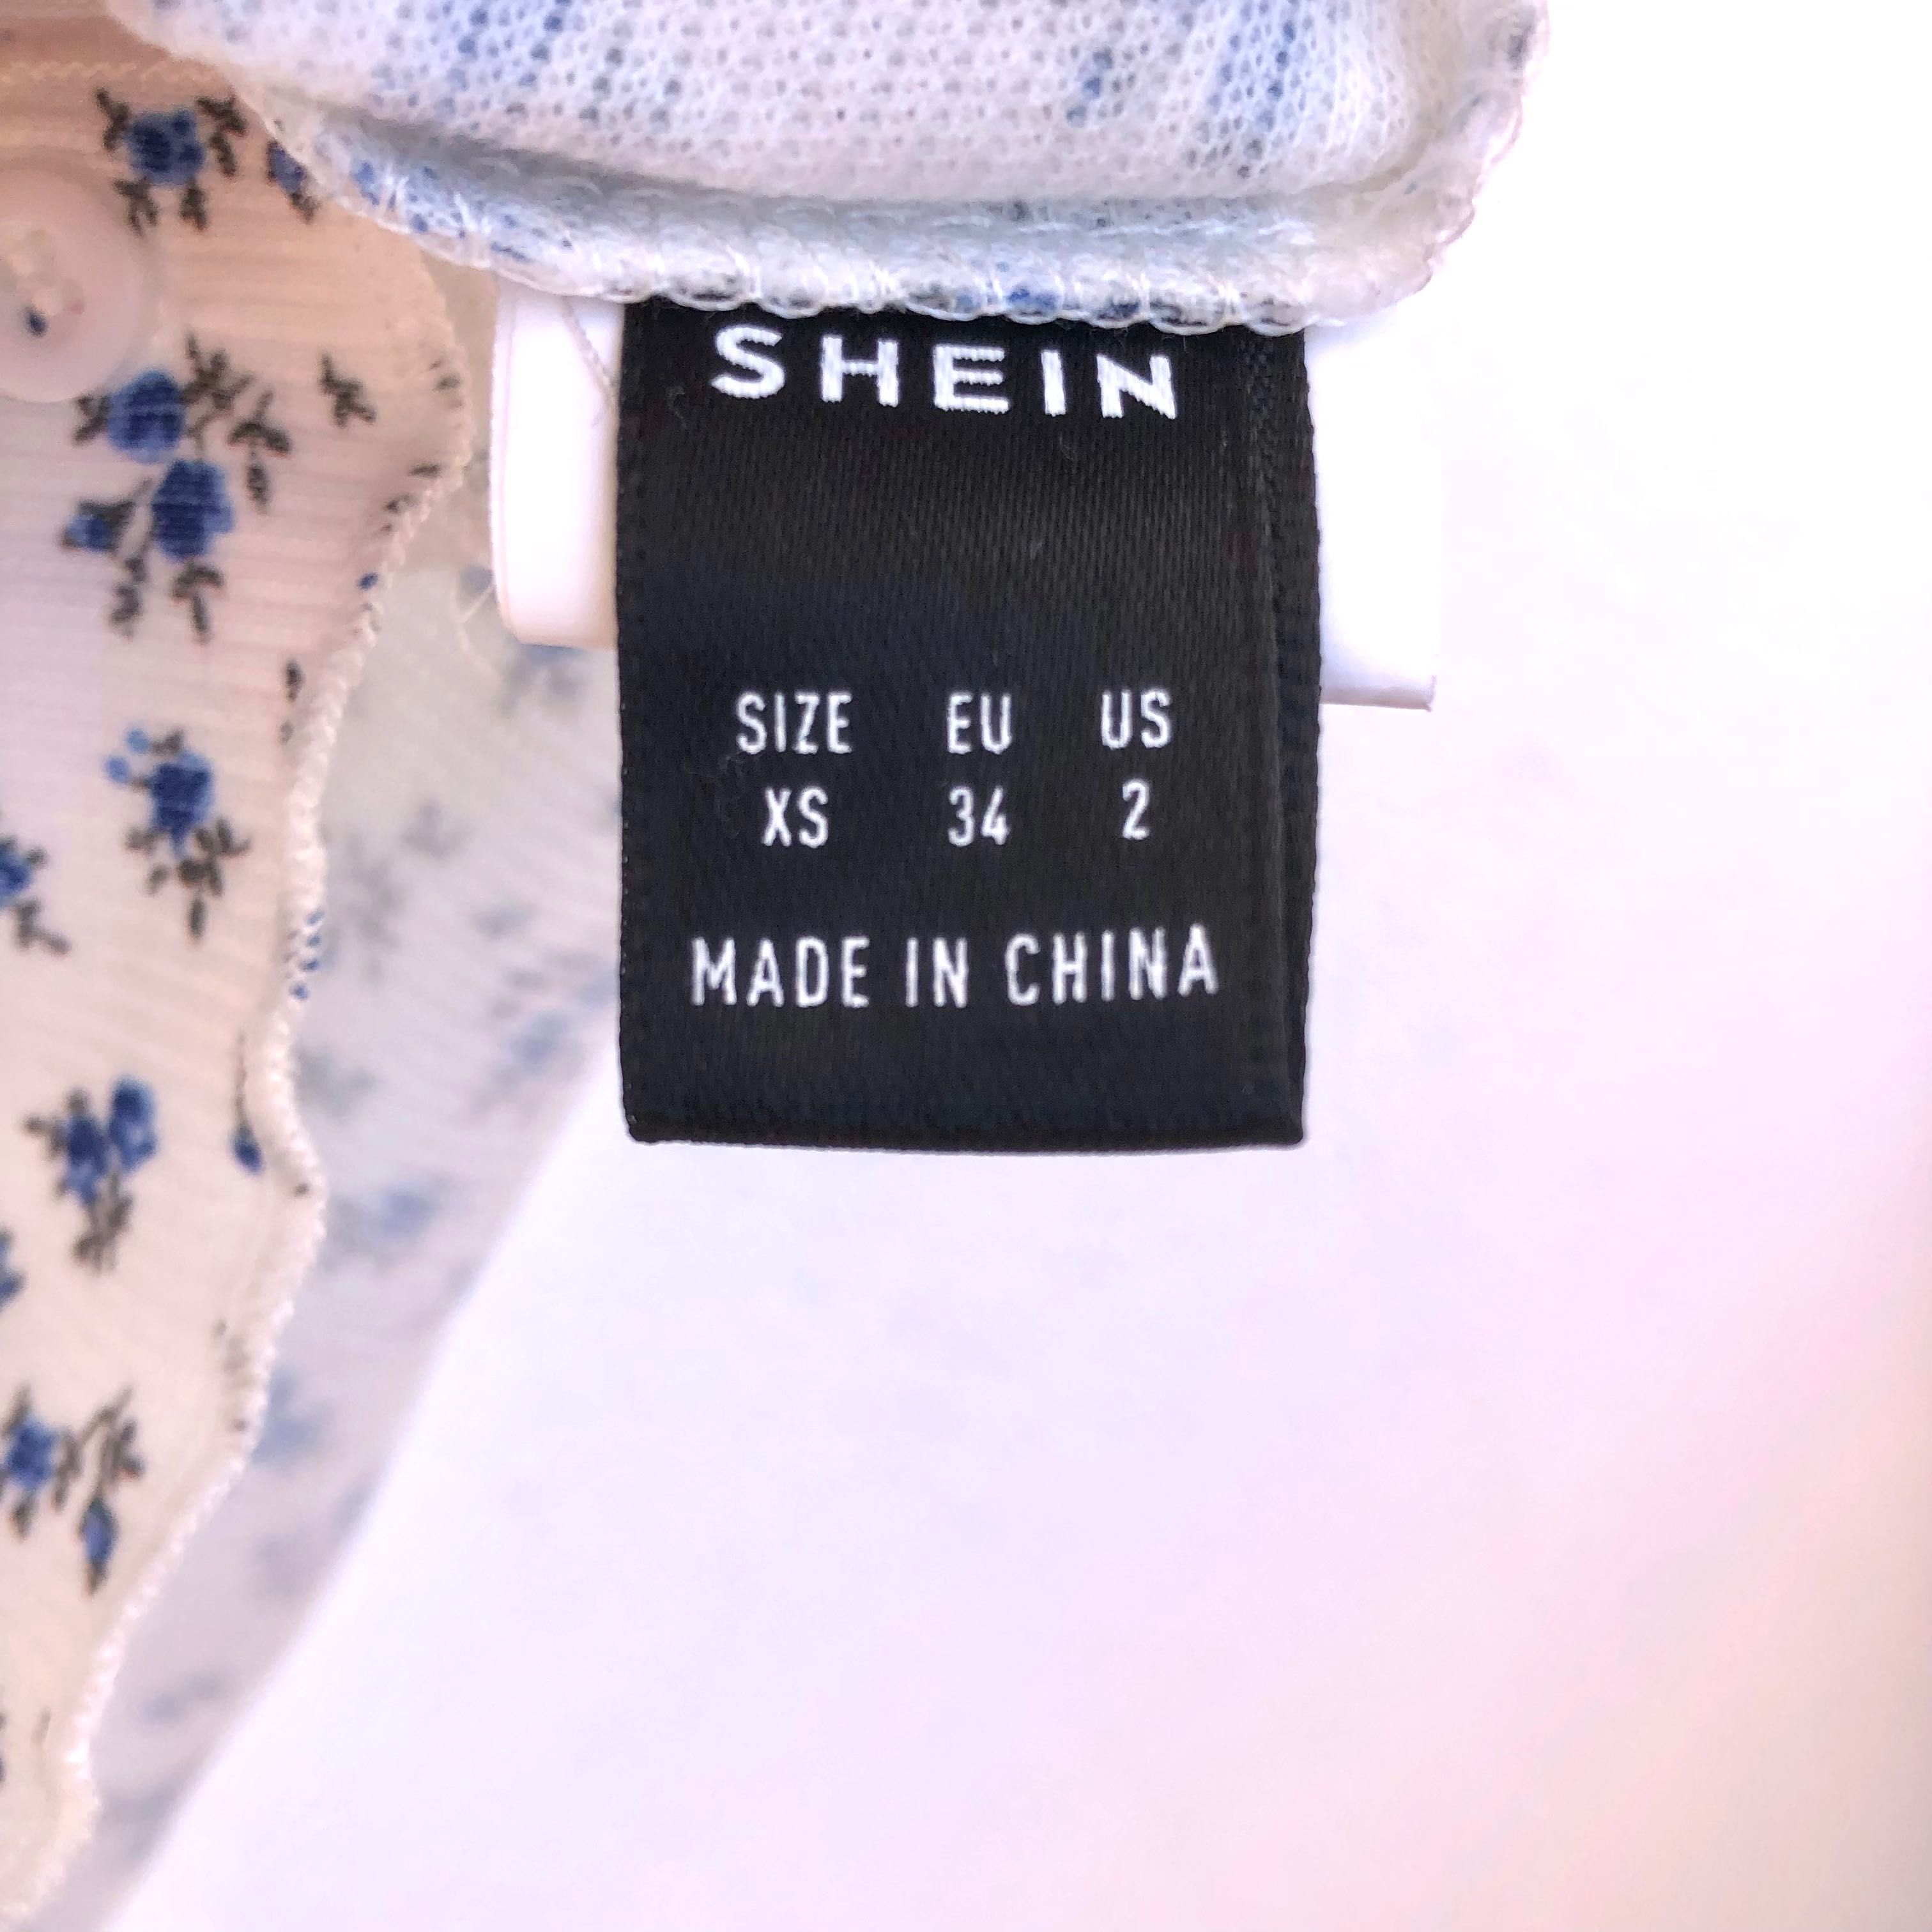 SHEIN
SIZE EU US
XS 34 2
MADE IN CHINA